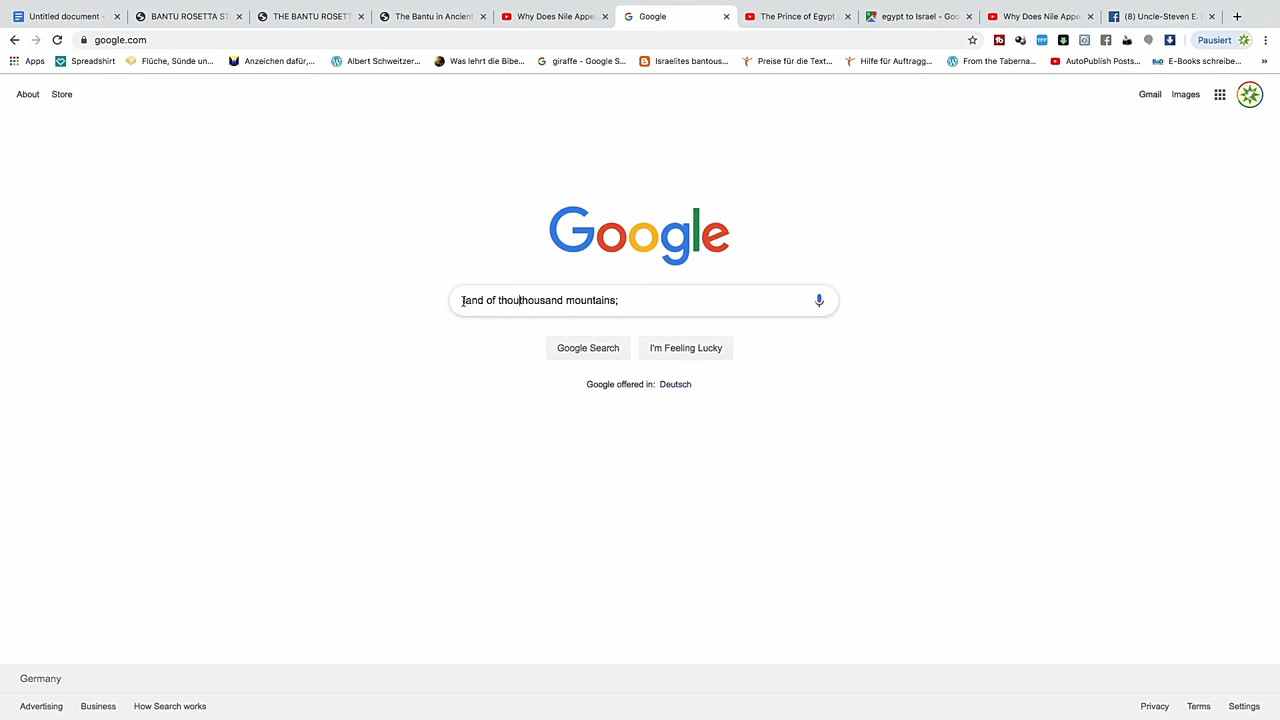 Untitled document - BANTU ROSETTA ST THE BANTU ROSETT The Bantu in Ancient Why Does Nile Appe Google The Prince of Egypt egypt to Israel - Goo Why Does Nile Appe (8) Uncle-Steven E.
google.com Pausiert
Apps Spreadshirt Flüche, Sünde un... Anzeichen dafür,... Albert Schweitzer... Was lehrt die Bibe... giraffe - Google S... Israelites bantous... Preise für die Text... Hilfe für Auftragg... From the Taberna... AutoPublish Posts... E-Books schreibe... »
About Store Gmail Images
Google
land of thouthousand mountains;
Google Search I'm Feeling Lucky
Google offered in: Deutsch
Germany
Advertising Business How Search works Privacy Terms Settings